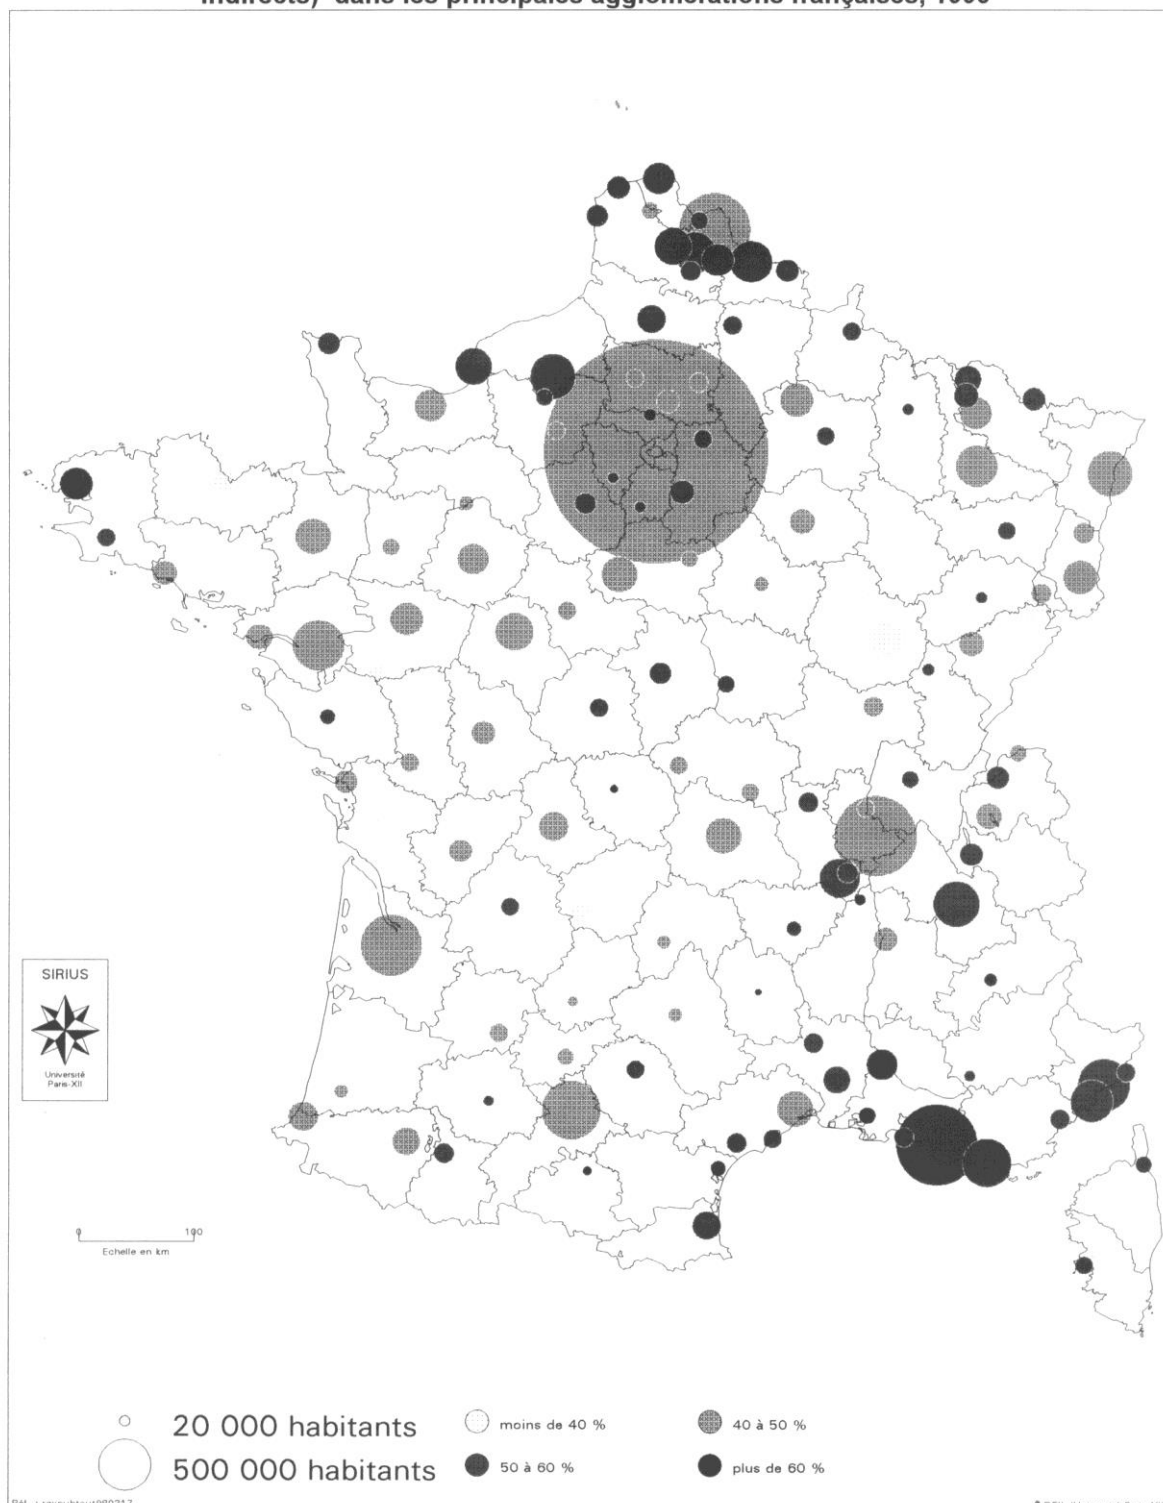 indirects) dans les principales agglomérations françaises,
SIRIUS
Université
Paris-XII
0 100
Echelle en km
20 000 habitants
500 000 habitants
moins de 40 %
50 à 60 %
40 à 50 %
plus de 60 %